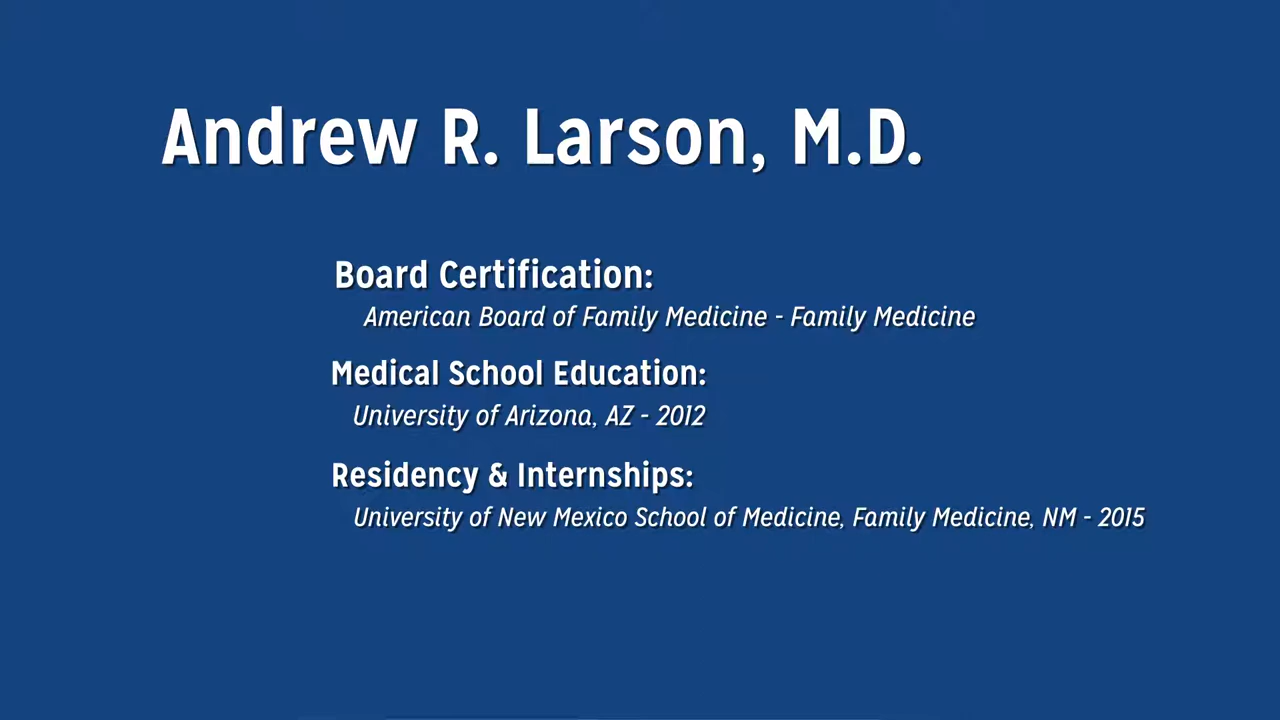 Andrew R. Larson, M.D.
Board Certification:
American Board of Family Medicine - Family Medicine
Medical School Education:
University of Arizona, AZ - 2012
Residency & Internships:
University of New Mexico School of Medicine, Family Medicine, NM - 2015